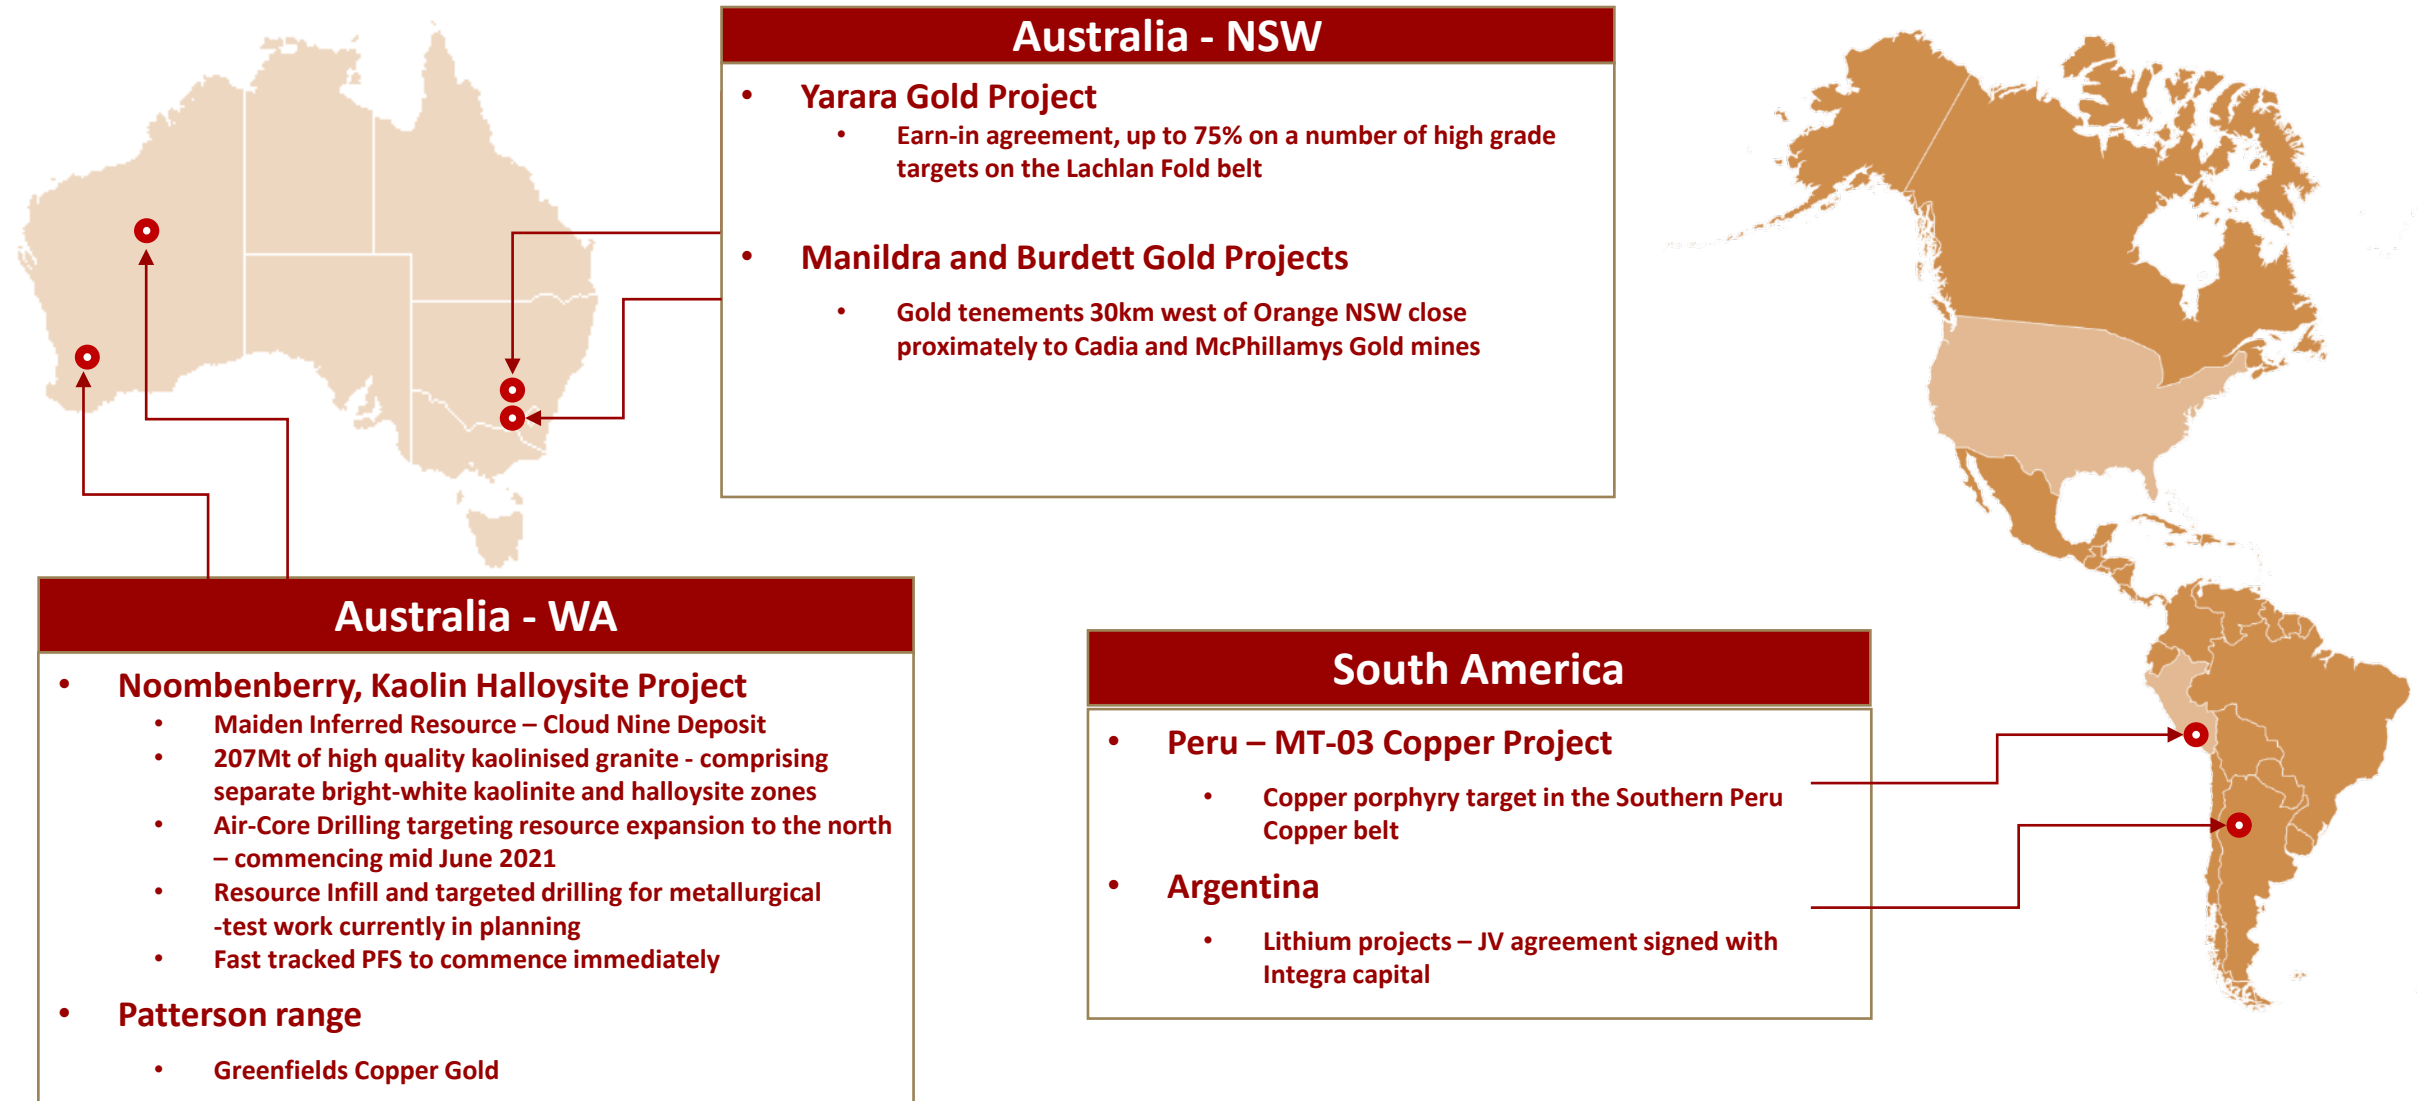 Australia - NSW
• Yarara Gold Project
• Earn-in agreement, up to 75% on a number of high grade
targets on the Lachlan Fold belt
• Manildra and Burdett Gold Projects
• Gold tenements 30km west of Orange NSW close
proximately to Cadia and McPhillamys Gold mines
Australia - WA
• Noombenberry, Kaolin Halloysite Project
• Maiden Inferred Resource – Cloud Nine Deposit
• 207Mt of high quality kaolinised granite - comprising
separate bright-white kaolinite and halloysite zones
• Air-Core Drilling targeting resource expansion to the north
– commencing mid June 2021
• Resource Infill and targeted drilling for metallurgical
-test work currently in planning
• Fast tracked PFS to commence immediately
• Patterson range
• Greenfields Copper Gold
South America
• Peru – MT-03 Copper Project
• Copper porphyry target in the Southern Peru
Copper belt
• Argentina
• Lithium projects – JV agreement signed with
Integra capital